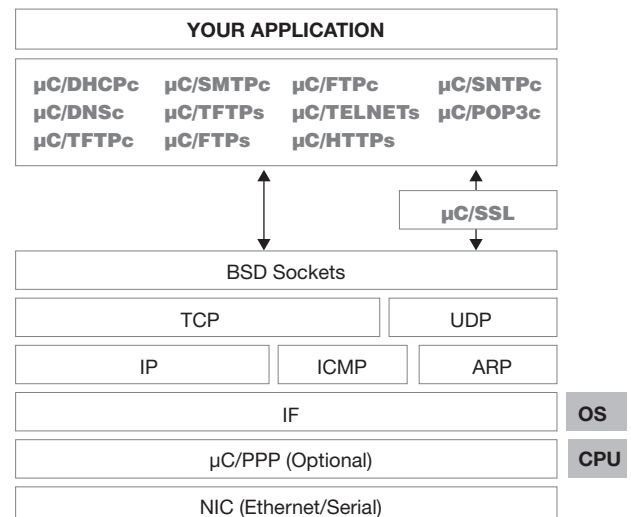 YOUR APPLICATION
µC/DHCPc µC/SMTPc µC/FTPc µC/SNTPc
µC/DNSc µC/TFTPs µC/TELNETs µC/POP3c
µC/TFTPc µC/FTPs µC/HTTPs
µC/SSL
BSD Sockets
TCP UDP
IP ICMP ARP
IF OS
µC/PPP (Optional) CPU
NIC (Ethernet/Serial)